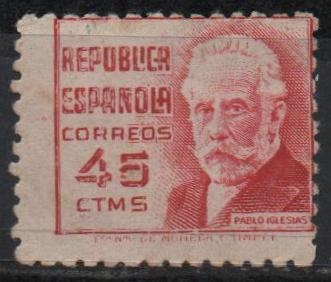 REPUBLICA
ESPAÑOLA
CORREOS
45
CTMS
PABLO IGLESIAS